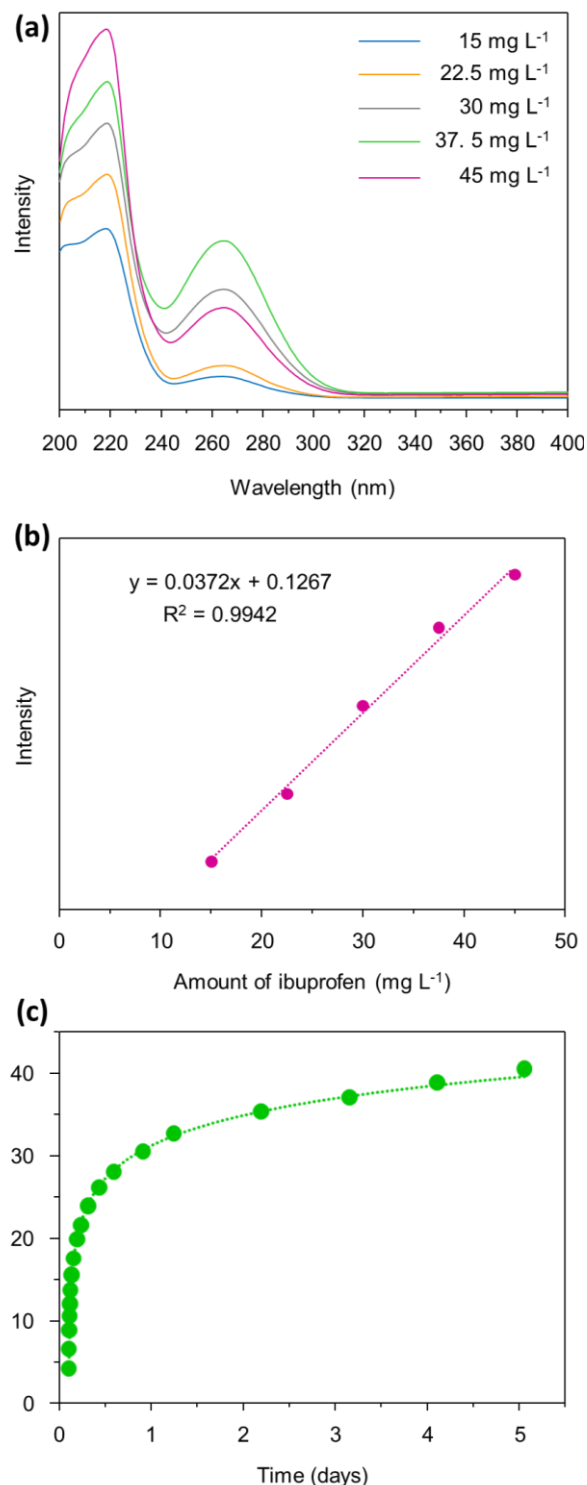 (a)
15 mg L⁻¹
22.5 mg L⁻¹
30 mg L⁻¹
37. 5 mg L⁻¹
45 mg L⁻¹
Intensity
200 220 240 260 280 300 320 340 360 380 400
Wavelength (nm)
(b)
y = 0.0372x + 0.1267
R² = 0.9942
Intensity
0 10 20 30 40 50
Amount of ibuprofen (mg L⁻¹)
(c)
40
30
20
10
0
0 1 2 3 4 5
Time (days)